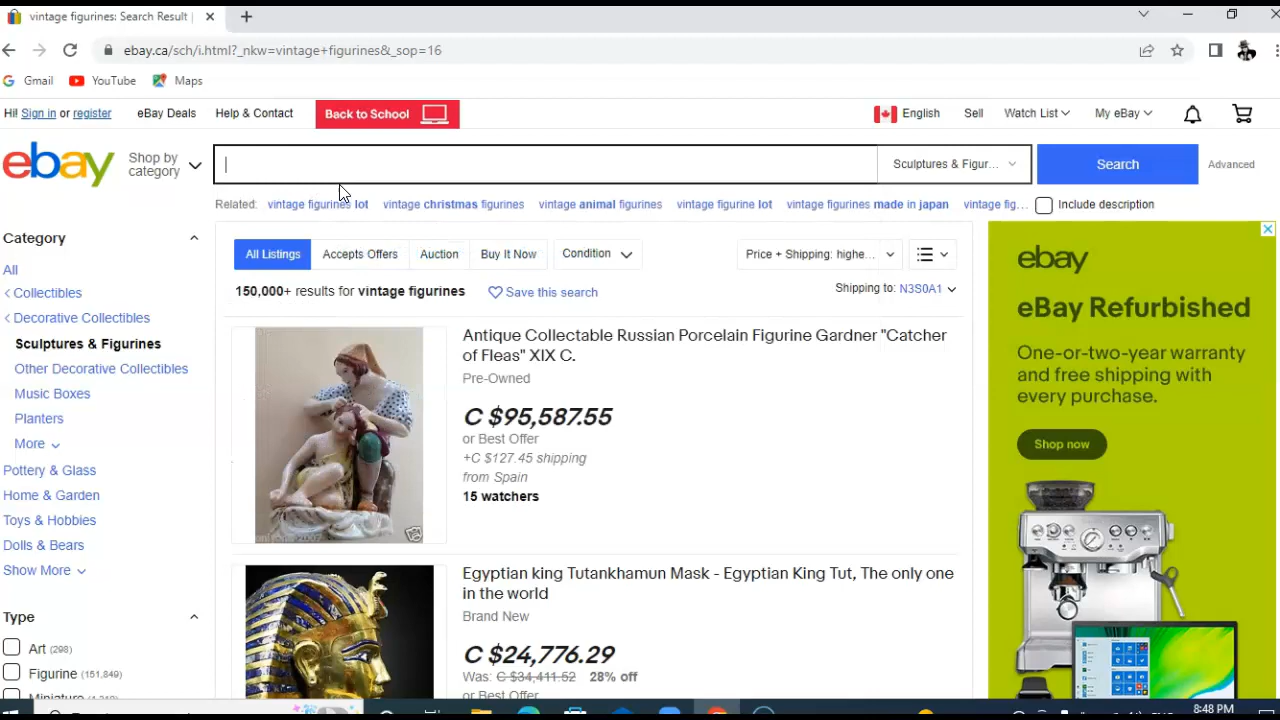 vintage figurines: Search Result
ebay.ca/sch/i.html?_nkw=vintage+figurines&_sop=16
Gmail YouTube Maps
Hi! Sign in or register eBay Deals Help & Contact Back to School English Sell Watch List My eBay
ebay Shop by category Sculptures & Figur... Search Advanced
Related: vintage figurines lot vintage christmas figurines vintage animal figurines vintage figurine lot vintage figurines made in japan vintage fig... Include description
Category
All
Collectibles
Decorative Collectibles
Sculptures & Figurines
Other Decorative Collectibles
Music Boxes
Planters
More
Pottery & Glass
Home & Garden
Toys & Hobbies
Dolls & Bears
Show More
Type
Art (298)
Figurine (151,849)
All Listings Accepts Offers Auction Buy It Now Condition Price + Shipping: highe...
150,000+ results for vintage figurines Save this search Shipping to: N3S0A1
Antique Collectable Russian Porcelain Figurine Gardner "Catcher
of Fleas" XIX C.
Pre-Owned
C $95,587.55
or Best Offer
+C $127.45 shipping
from Spain
15 watchers
Egyptian king Tutankhamun Mask - Egyptian King Tut, The only one
in the world
Brand New
C $24,776.29
Was: C $34,411.52 28% off
or Best Offer
ebay
eBay Refurbished
One-or-two-year warranty
and free shipping with
every purchase.
Shop now
8:48 PM